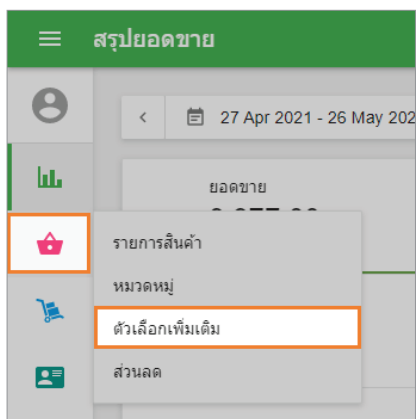 สรุปยอดขาย
27 Apr 2021 - 26 May 202
ยอดขาย
รายการสินค้า
หมวดหมู่
ตัวเลือกเพิ่มเติม
ส่วนลด